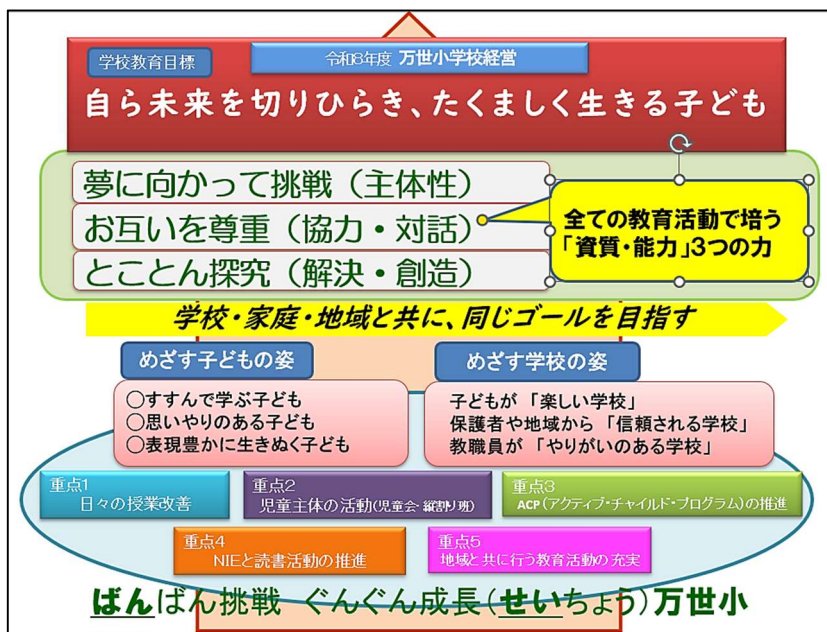 学校教育目標
令和8年度 万世小学校経営
自ら未来を切りひらき、たくましく生きる子ども
夢に向かって挑戦（主体性）
お互いを尊重（協力・対話）
とことん探究（解決・創造）
全ての教育活動で培う
「資質・能力」3つの力
学校・家庭・地域と共に、同じゴールを目指す
めざす子どもの姿
○すすんで学ぶ子ども
○思いやりのある子ども
○表現豊かに生きぬく子ども
めざす学校の姿
子どもが 「楽しい学校」
保護者や地域から 「信頼される学校」
教職員が 「やりがいのある学校」
重点1
日々の授業改善
重点2
児童主体の活動(児童会・縦割り班)
重点3
ACP(アクティブ・チャイルド・プログラム)の推進
重点4
NIEと読書活動の推進
重点5
地域と共に行う教育活動の充実
ばんばん挑戦 ぐんぐん成長(せいちょう)万世小